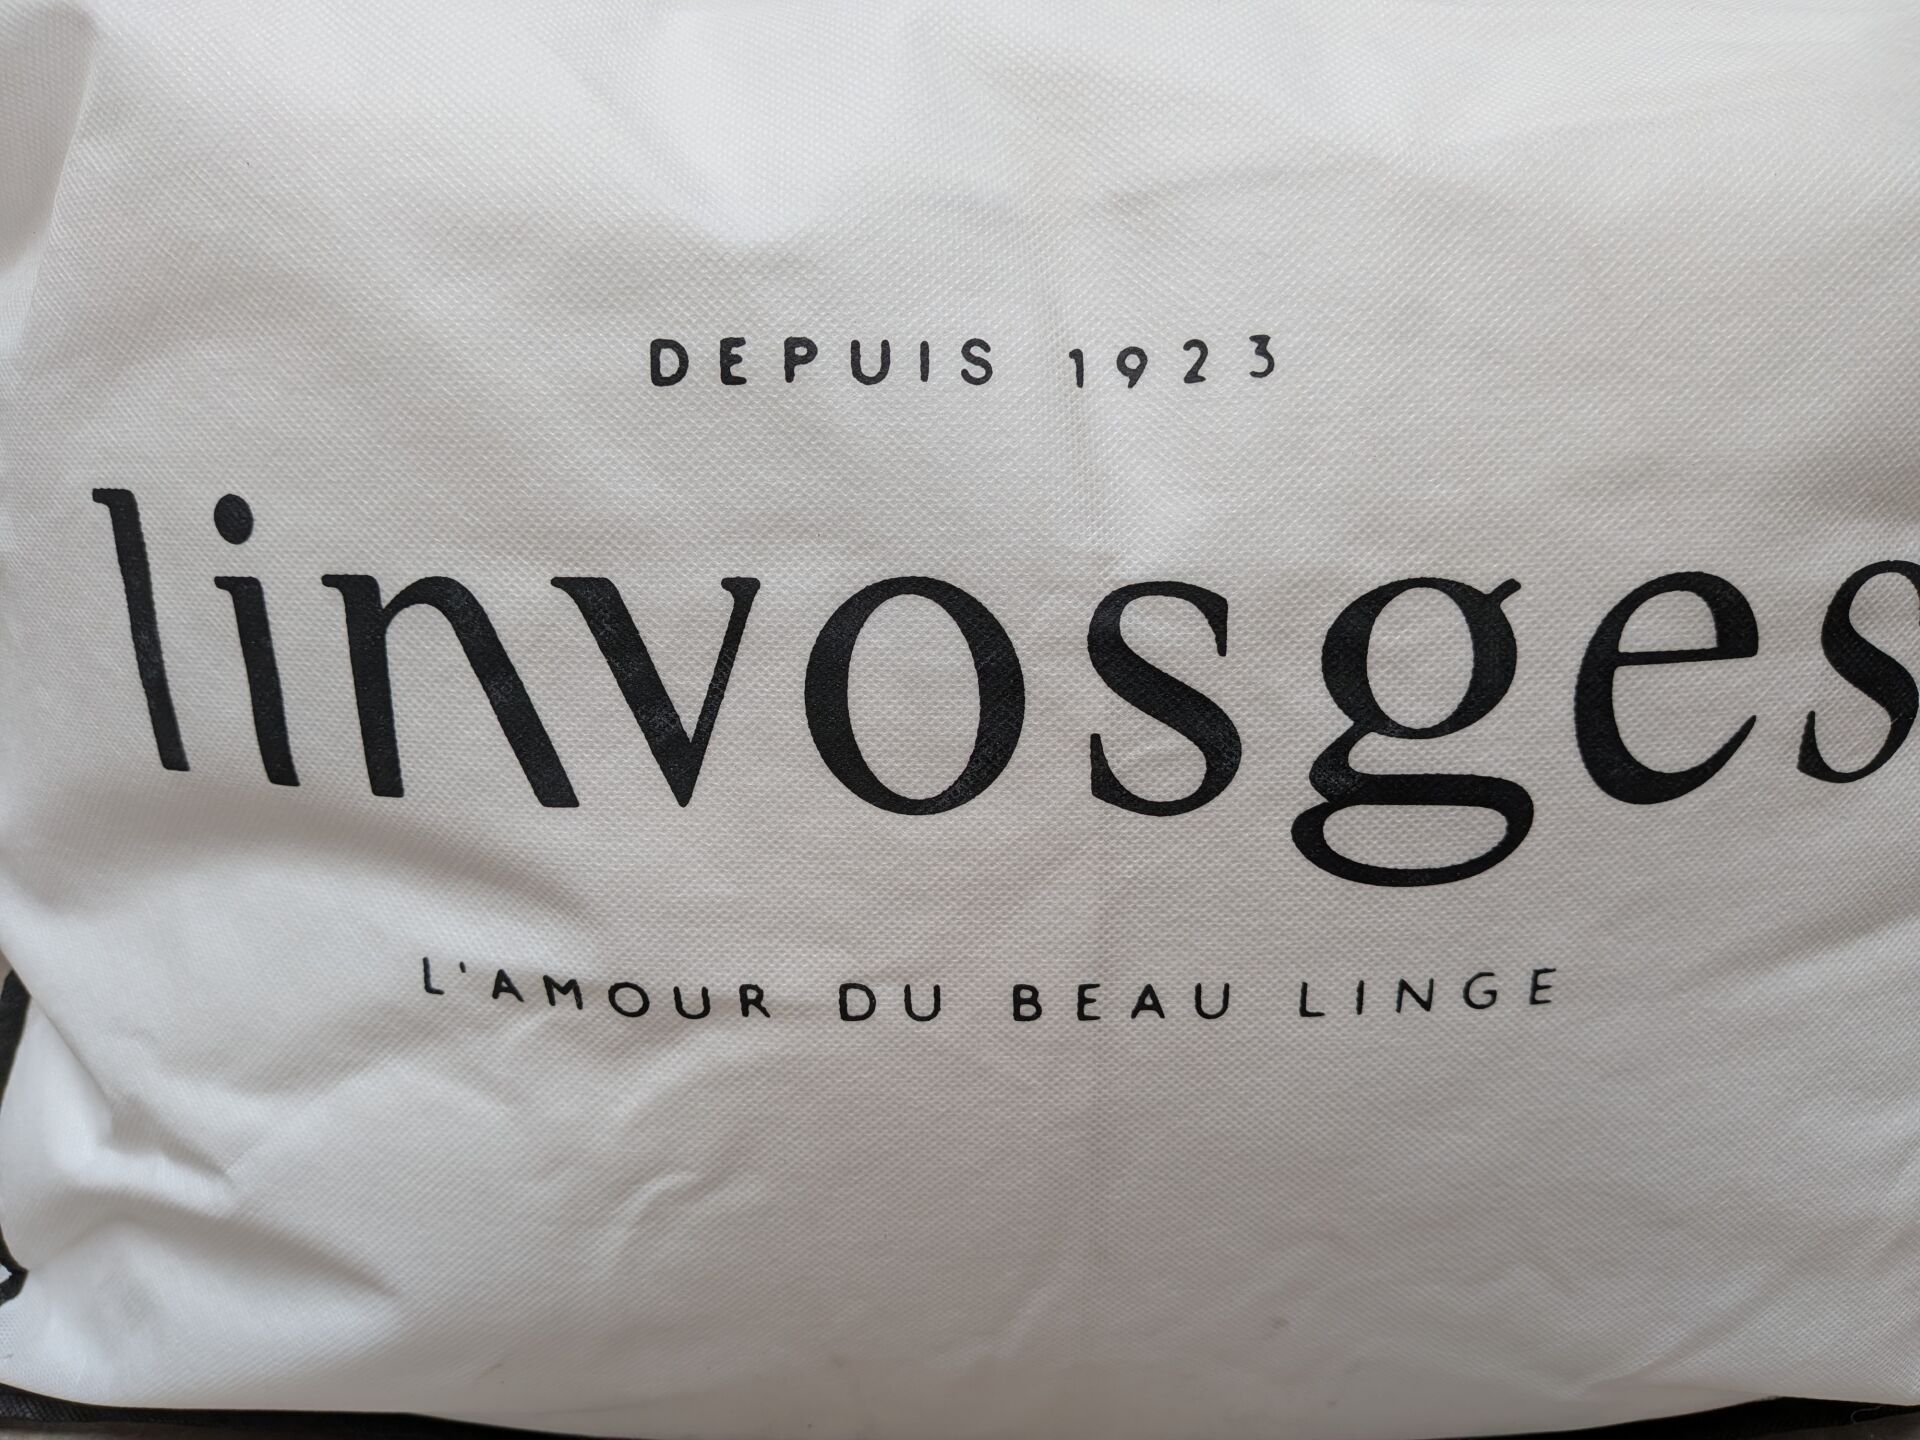 DEPUIS 1923
linvosges
L'AMOUR DU BEAU LINGE